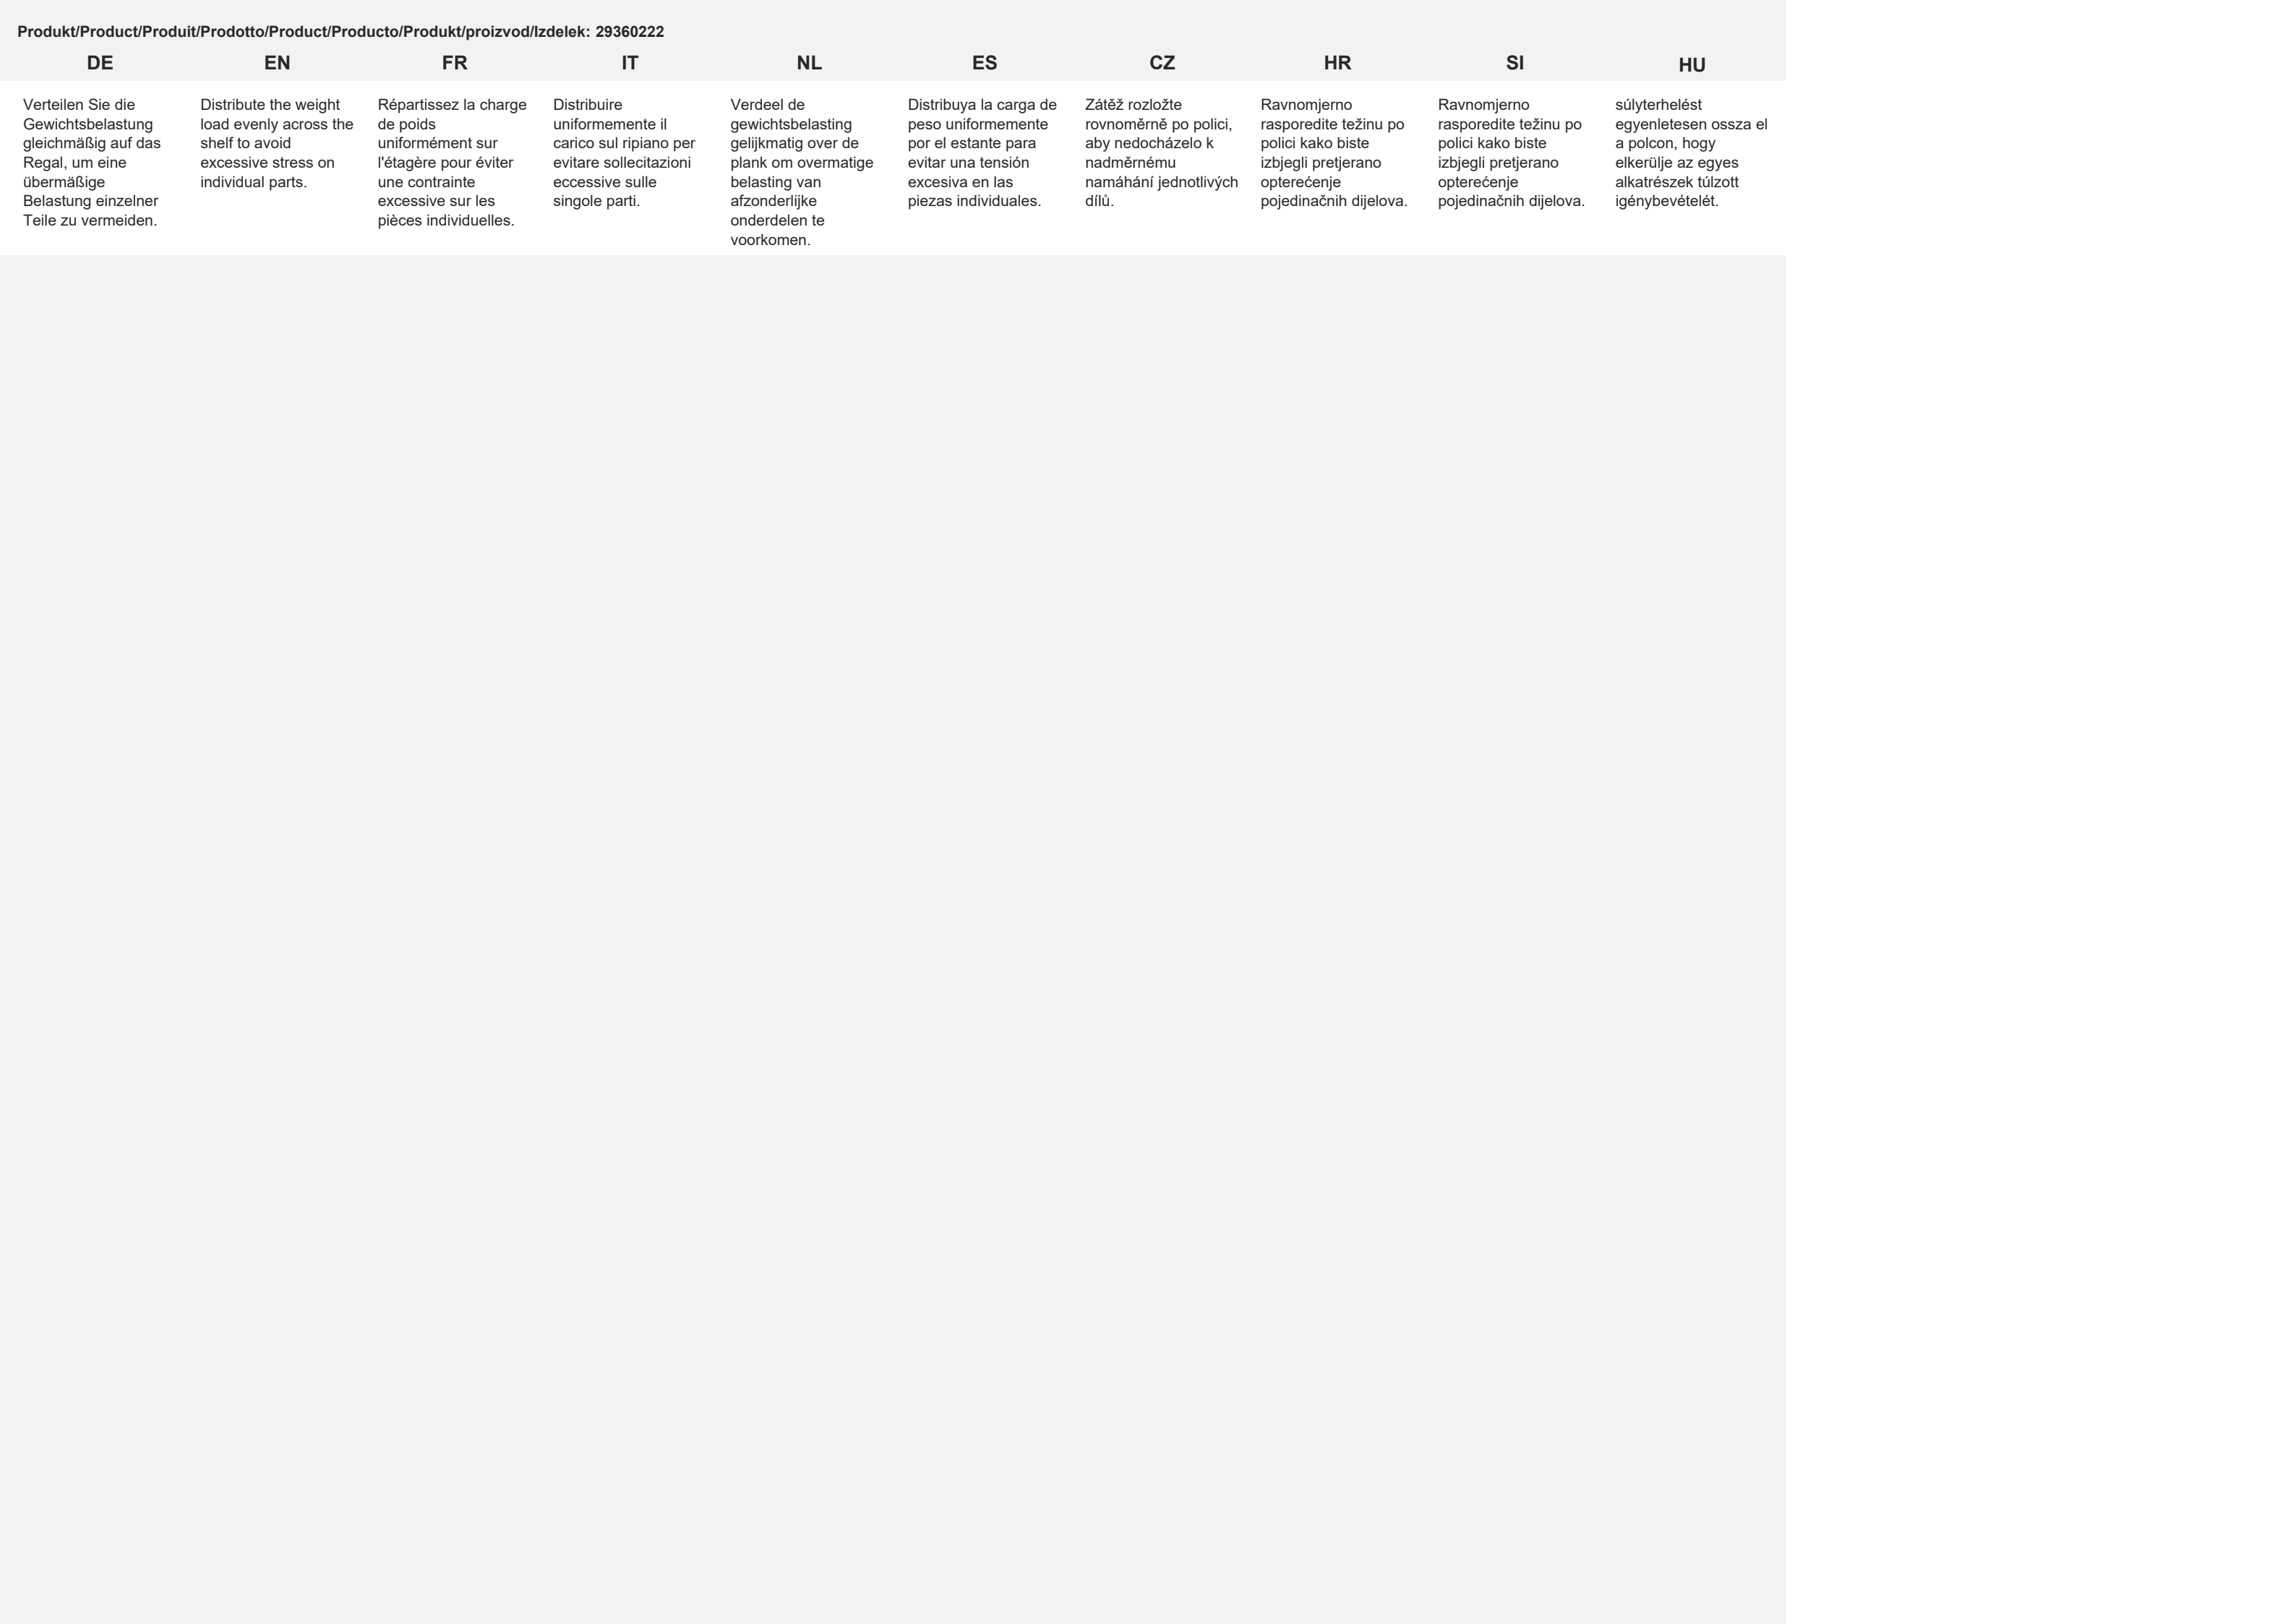 Produkt/Product/Produit/Prodotto/Product/Producto/Produkt/proizvod/Izdelek: 29360222
DE
EN
FR
IT
NL
ES
CZ
HR
SI
HU
Verteilen Sie die
Gewichtsbelastung
gleichmäßig auf das
Regal, um eine
übermäßige
Belastung einzelner
Teile zu vermeiden.
Distribute the weight
load evenly across the
shelf to avoid
excessive stress on
individual parts.
Répartissez la charge
de poids
uniformément sur
l'étagère pour éviter
une contrainte
excessive sur les
pièces individuelles.
Distribuire
uniformemente il
carico sul ripiano per
evitare sollecitazioni
eccessive sulle
singole parti.
Verdeel de
gewichtsbelasting
gelijkmatig over de
plank om overmatige
belasting van
afzonderlijke
onderdelen te
voorkomen.
Distribuya la carga de
peso uniformemente
por el estante para
evitar una tensión
excesiva en las
piezas individuales.
Zátěž rozložte
rovnoměrně po polici,
aby nedocházelo k
nadměrnému
namáhání jednotlivých
dílů.
Ravnomjerno
rasporedite težinu po
polici kako biste
izbjegli pretjerano
opterećenje
pojedinačnih dijelova.
Ravnomjerno
rasporedite težinu po
polici kako biste
izbjegli pretjerano
opterećenje
pojedinačnih dijelova.
súlyterhelést
egyenletesen ossza el
a polcon, hogy
elkerülje az egyes
alkatrészek túlzott
igénybevételét.